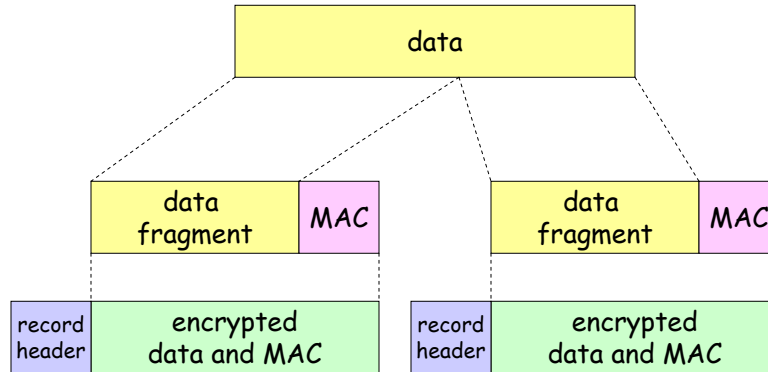 data
data
fragment
MAC
data
fragment
MAC
record
header
encrypted
data and MAC
record
header
encrypted
data and MAC